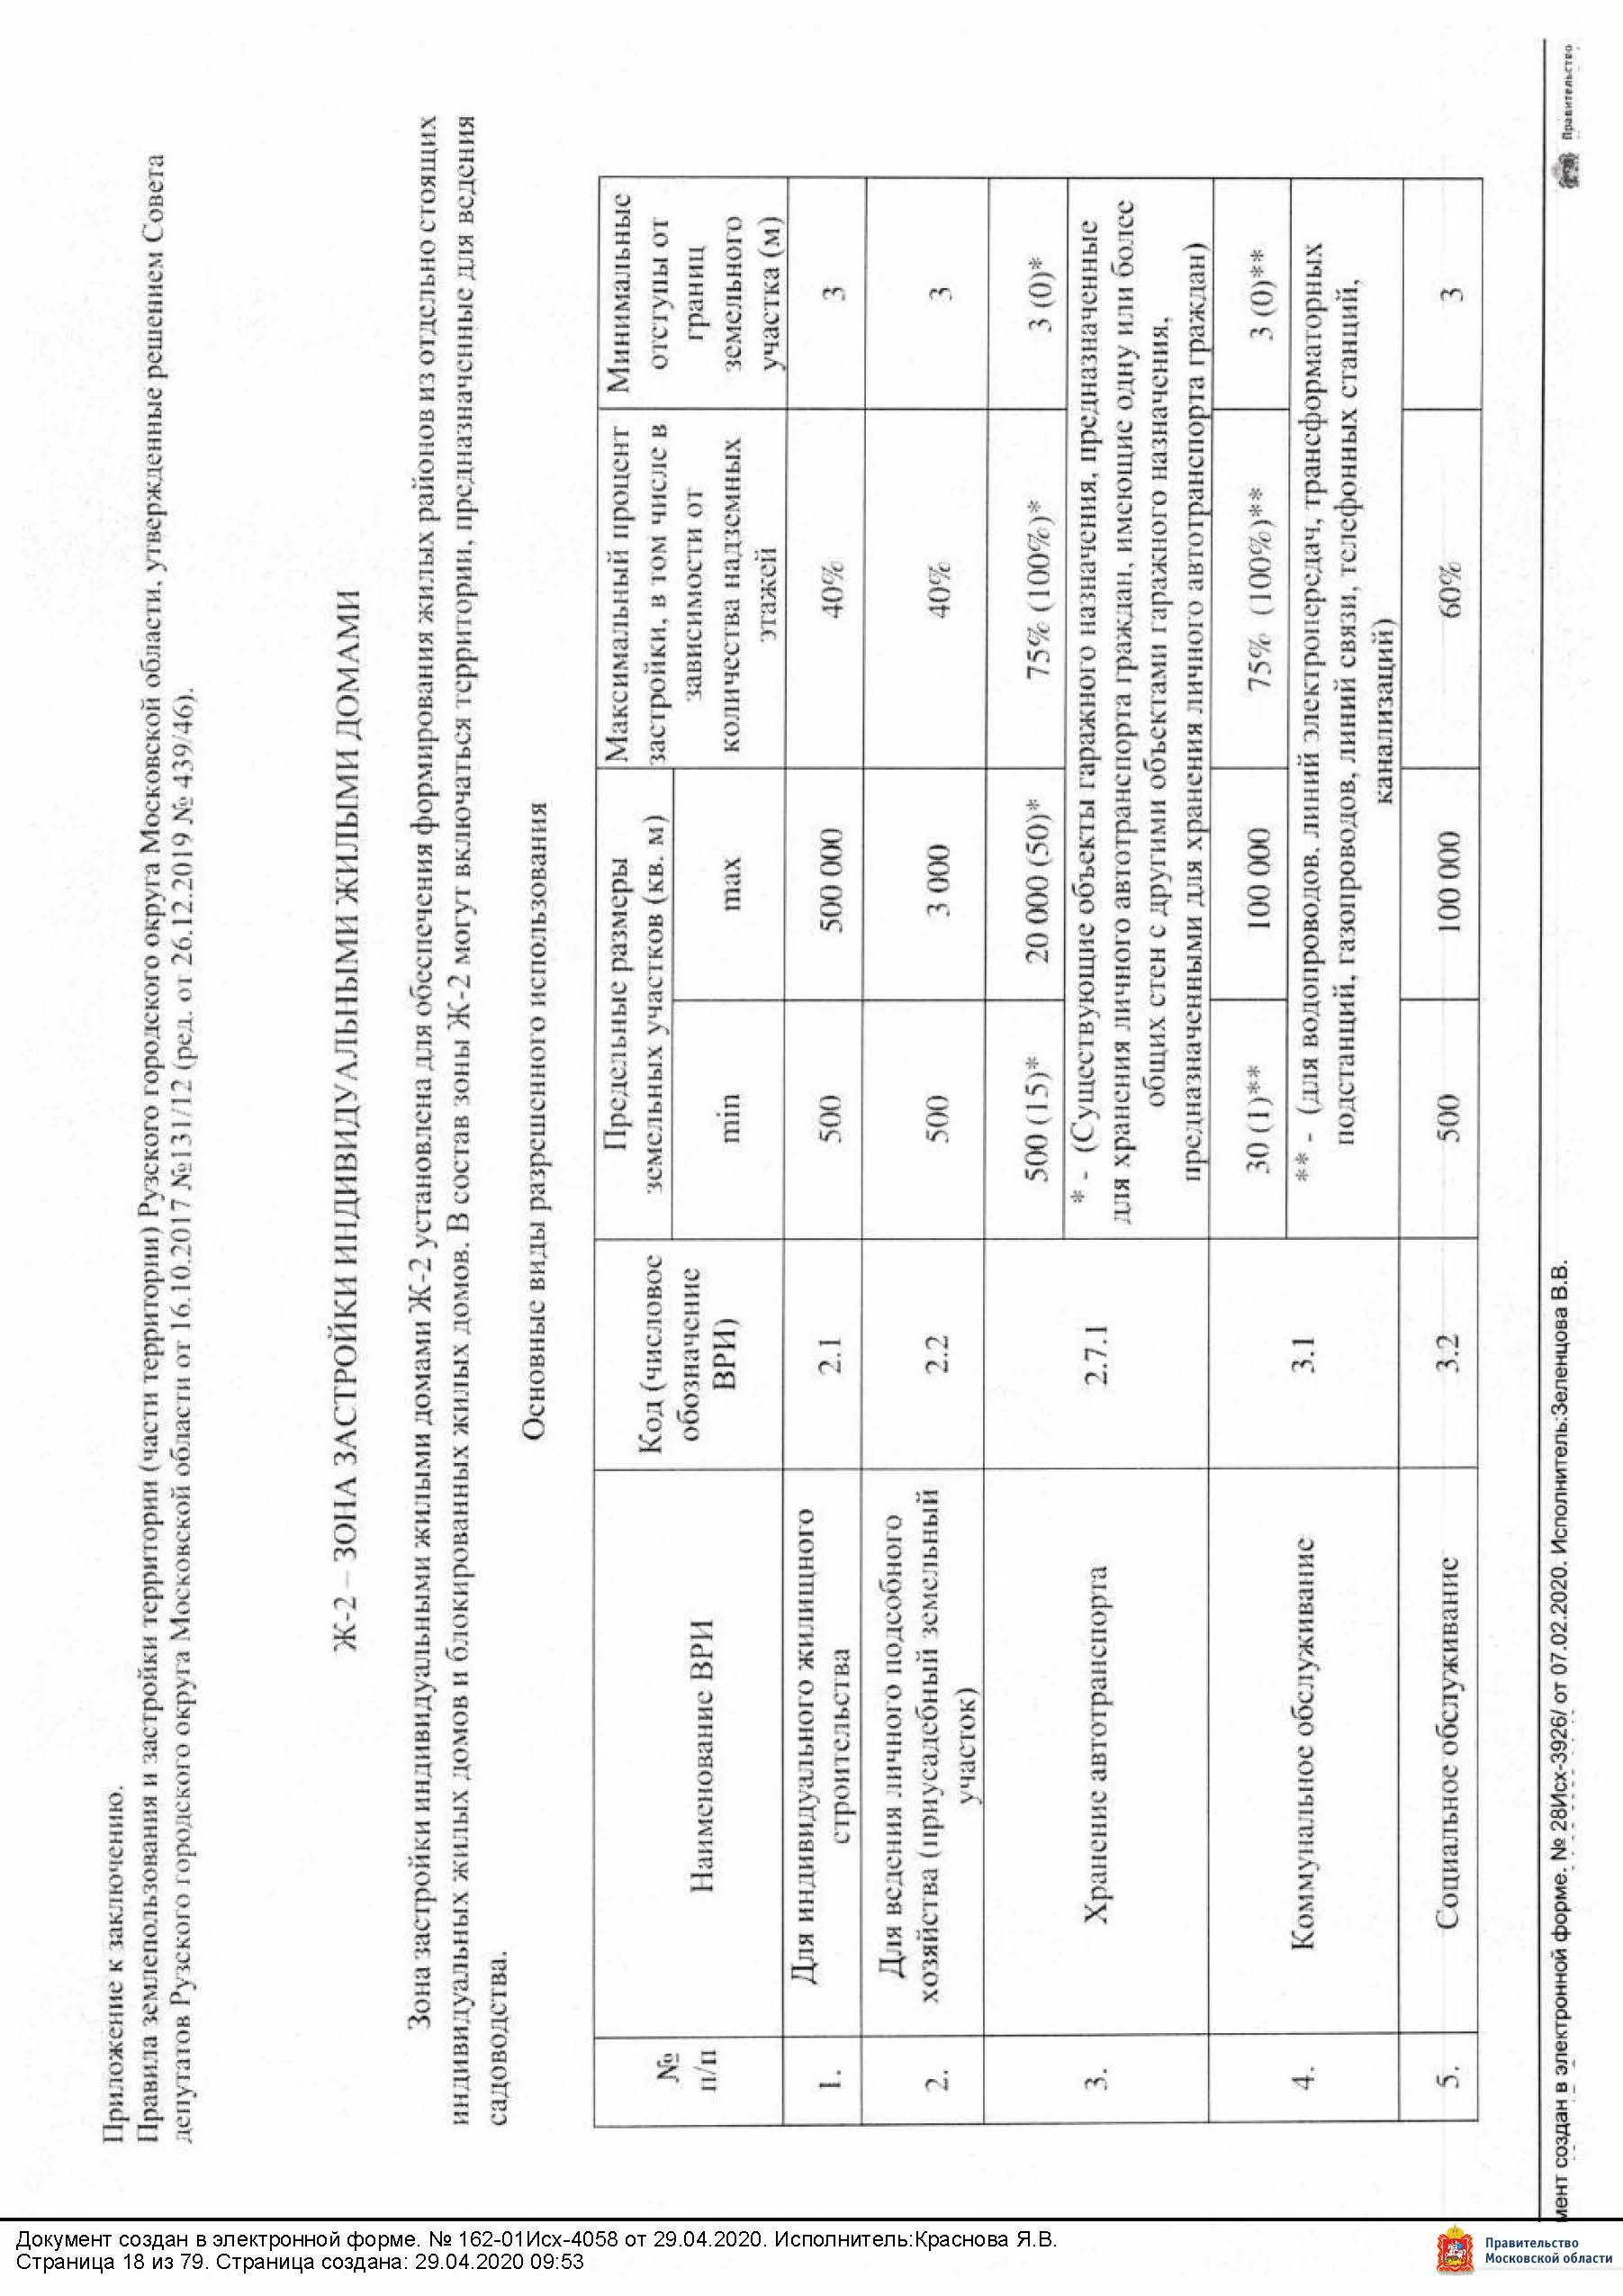 Приложение к заключению.
Правила землепользования и застройки территории (части территории) Рузского городского округа Московской области, утвержденные решением Совета
депутатов Рузского городского округа Московской области от 16.10.2017 №131/12 (ред. от 26.12.2019 № 439/46).
Ж-2 – ЗОНА ЗАСТРОЙКИ ИНДИВИДУАЛЬНЫМИ ЖИЛЫМИ ДОМАМИ
Зона застройки индивидуальными жилыми домами Ж-2 установлена для обеспечения формирования жилых районов из отдельно стоящих
индивидуальных жилых домов и блокированных жилых домов. В состав зоны Ж-2 могут включаться территории, предназначенные для ведения
садоводства.
Основные виды разрешенного использования
№
п/п
Наименование ВРИ
Код (числовое
обозначение
ВРИ)
Предельные размеры
земельных участков (кв. м)
min
max
Максимальный процент
застройки, в том числе в
зависимости от
количества надземных
этажей
Минимальные
отступы от
границ
земельного
участка (м)
1.
Для индивидуального жилищного
строительства
2.1
500
500 000
40%
3
2.
Для ведения личного подсобного
хозяйства (приусадебный земельный
участок)
2.2
500
3 000
40%
3
3.
Хранение автотранспорта
2.7.1
500 (15)*
20 000 (50)*
75% (100%)*
3 (0)*
* - (Существующие объекты гаражного назначения, предназначенные
для хранения личного автотранспорта граждан, имеющие одну или более
общих стен с другими объектами гаражного назначения,
предназначенными для хранения личного автотранспорта граждан)
4.
Коммунальное обслуживание
3.1
30 (1)**
100 000
75% (100%)**
3 (0)**
** - (для водопроводов, линий электропередач, трансформаторных
подстанций, газопроводов, линий связи, телефонных станций,
канализаций)
5.
Социальное обслуживание
3.2
500
100 000
60%
3
мент создан в электронной форме. № 28Исх-3926/ от 07.02.2020. Исполнитель:Зеленцова В.В.
Правительство
Документ создан в электронной форме. № 162-01Исх-4058 от 29.04.2020. Исполнитель:Краснова Я.В.
Страница 18 из 79. Страница создана: 29.04.2020 09:53
Правительство
Московской области